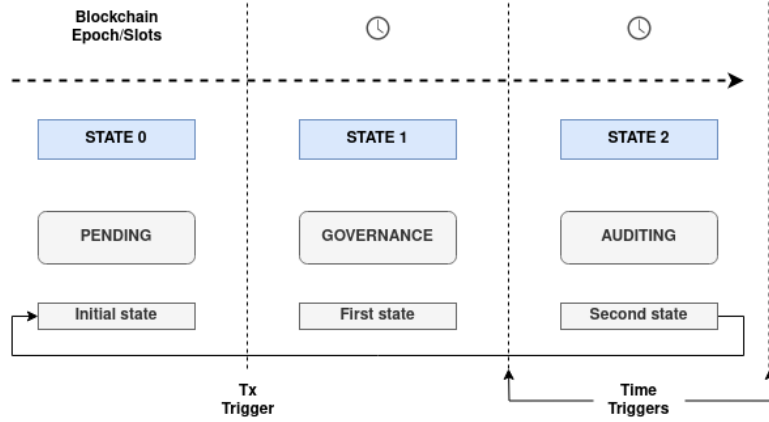 Blockchain
Epoch/Slots
STATE 0
STATE 1
STATE 2
PENDING
GOVERNANCE
AUDITING
Initial state
First state
Second state
Tx
Trigger
Time
Triggers